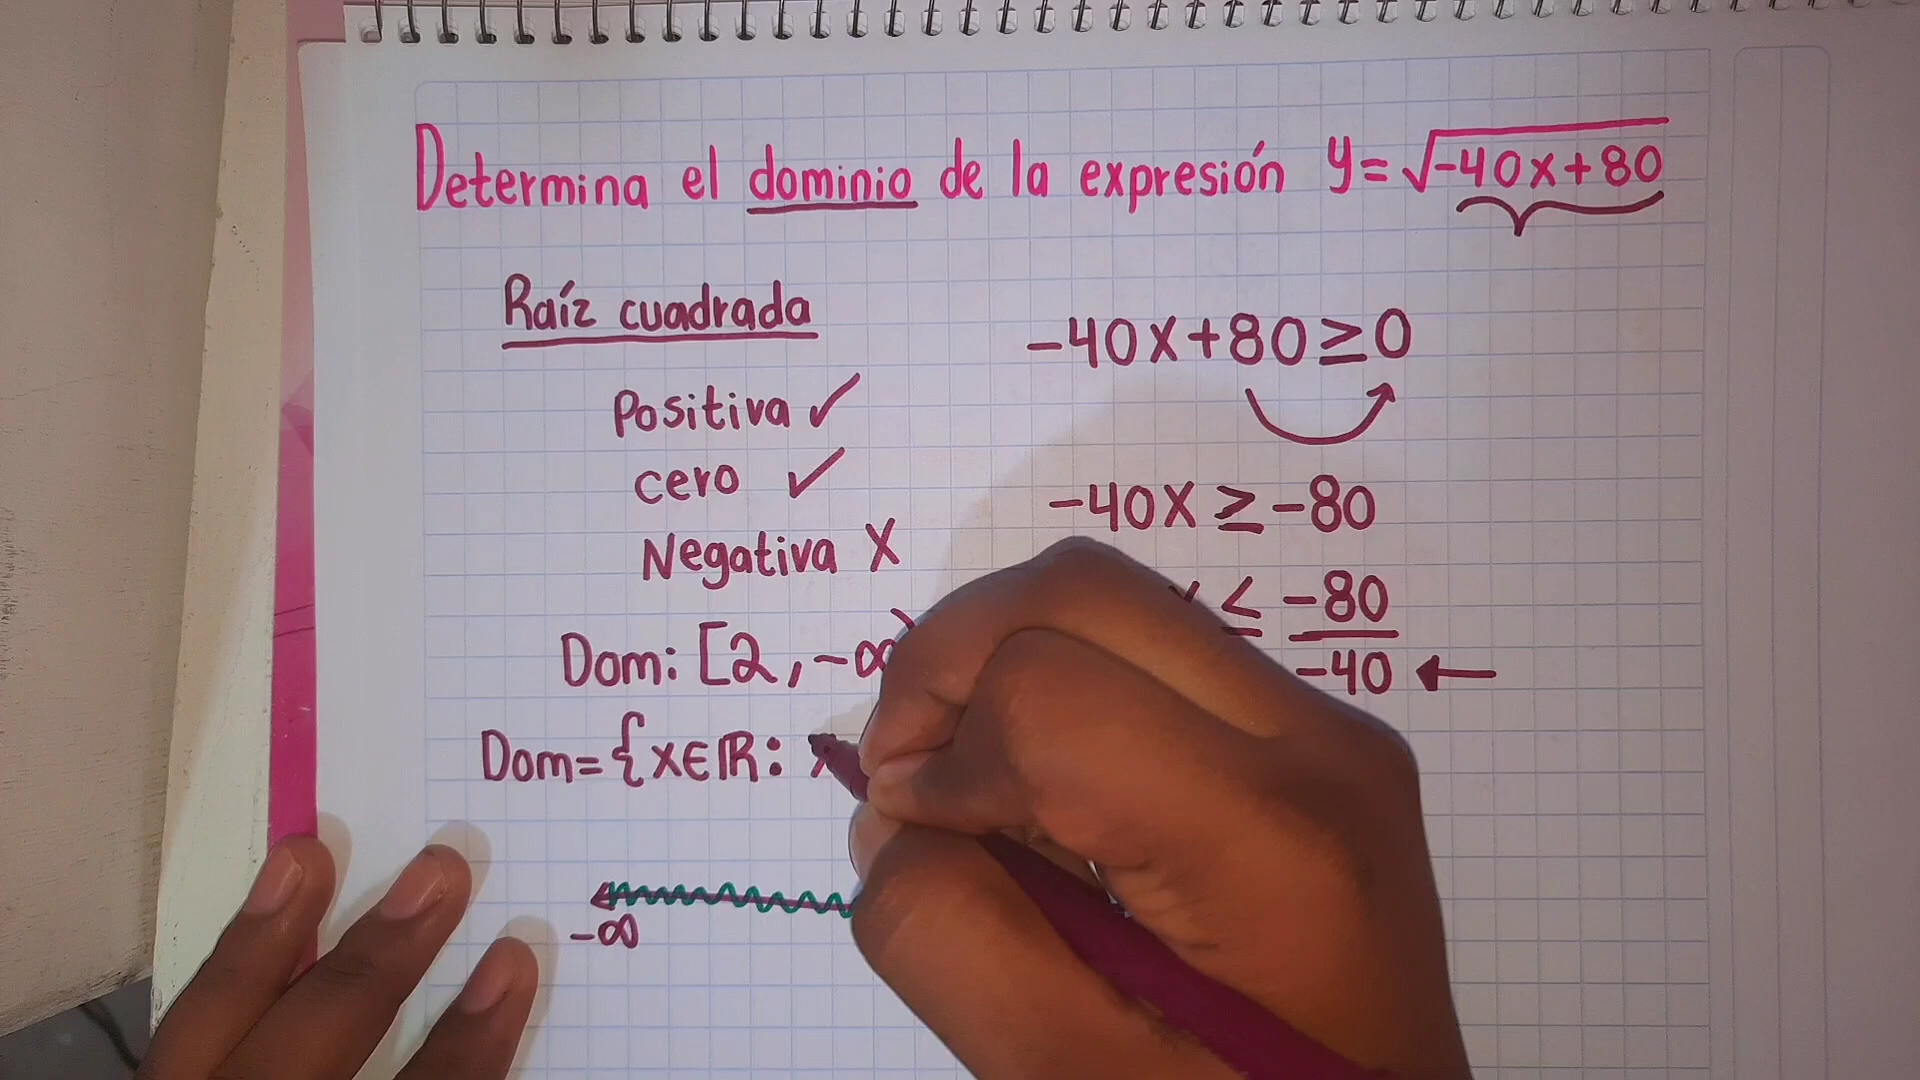 Determina el dominio de la expresión y=√-40x+80
Raíz cuadrada
Positiva ✓
cero ✓
Negativa X
Dom: [2, -∞)
Dom={x∈ℝ: x
-∞
-40x+80≥0
-40x ≥ -80
x ≤ -80
-40 ←